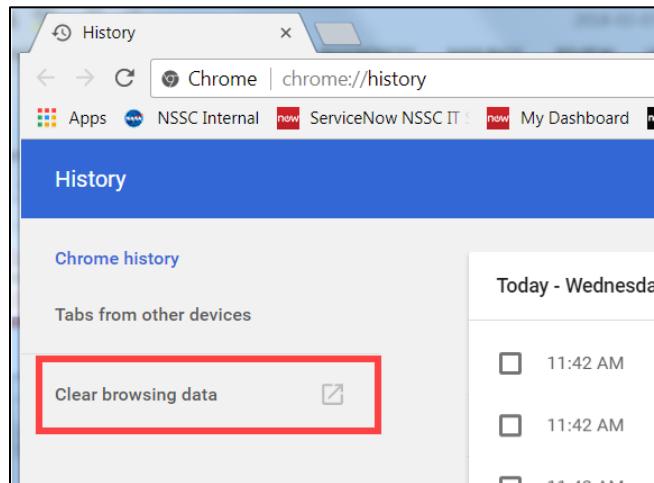 History
Chrome | chrome://history
Apps NSSC Internal now ServiceNow NSSC IT now My Dashboard
History
Chrome history
Tabs from other devices
Clear browsing data
Today - Wednesda
11:42 AM
11:42 AM